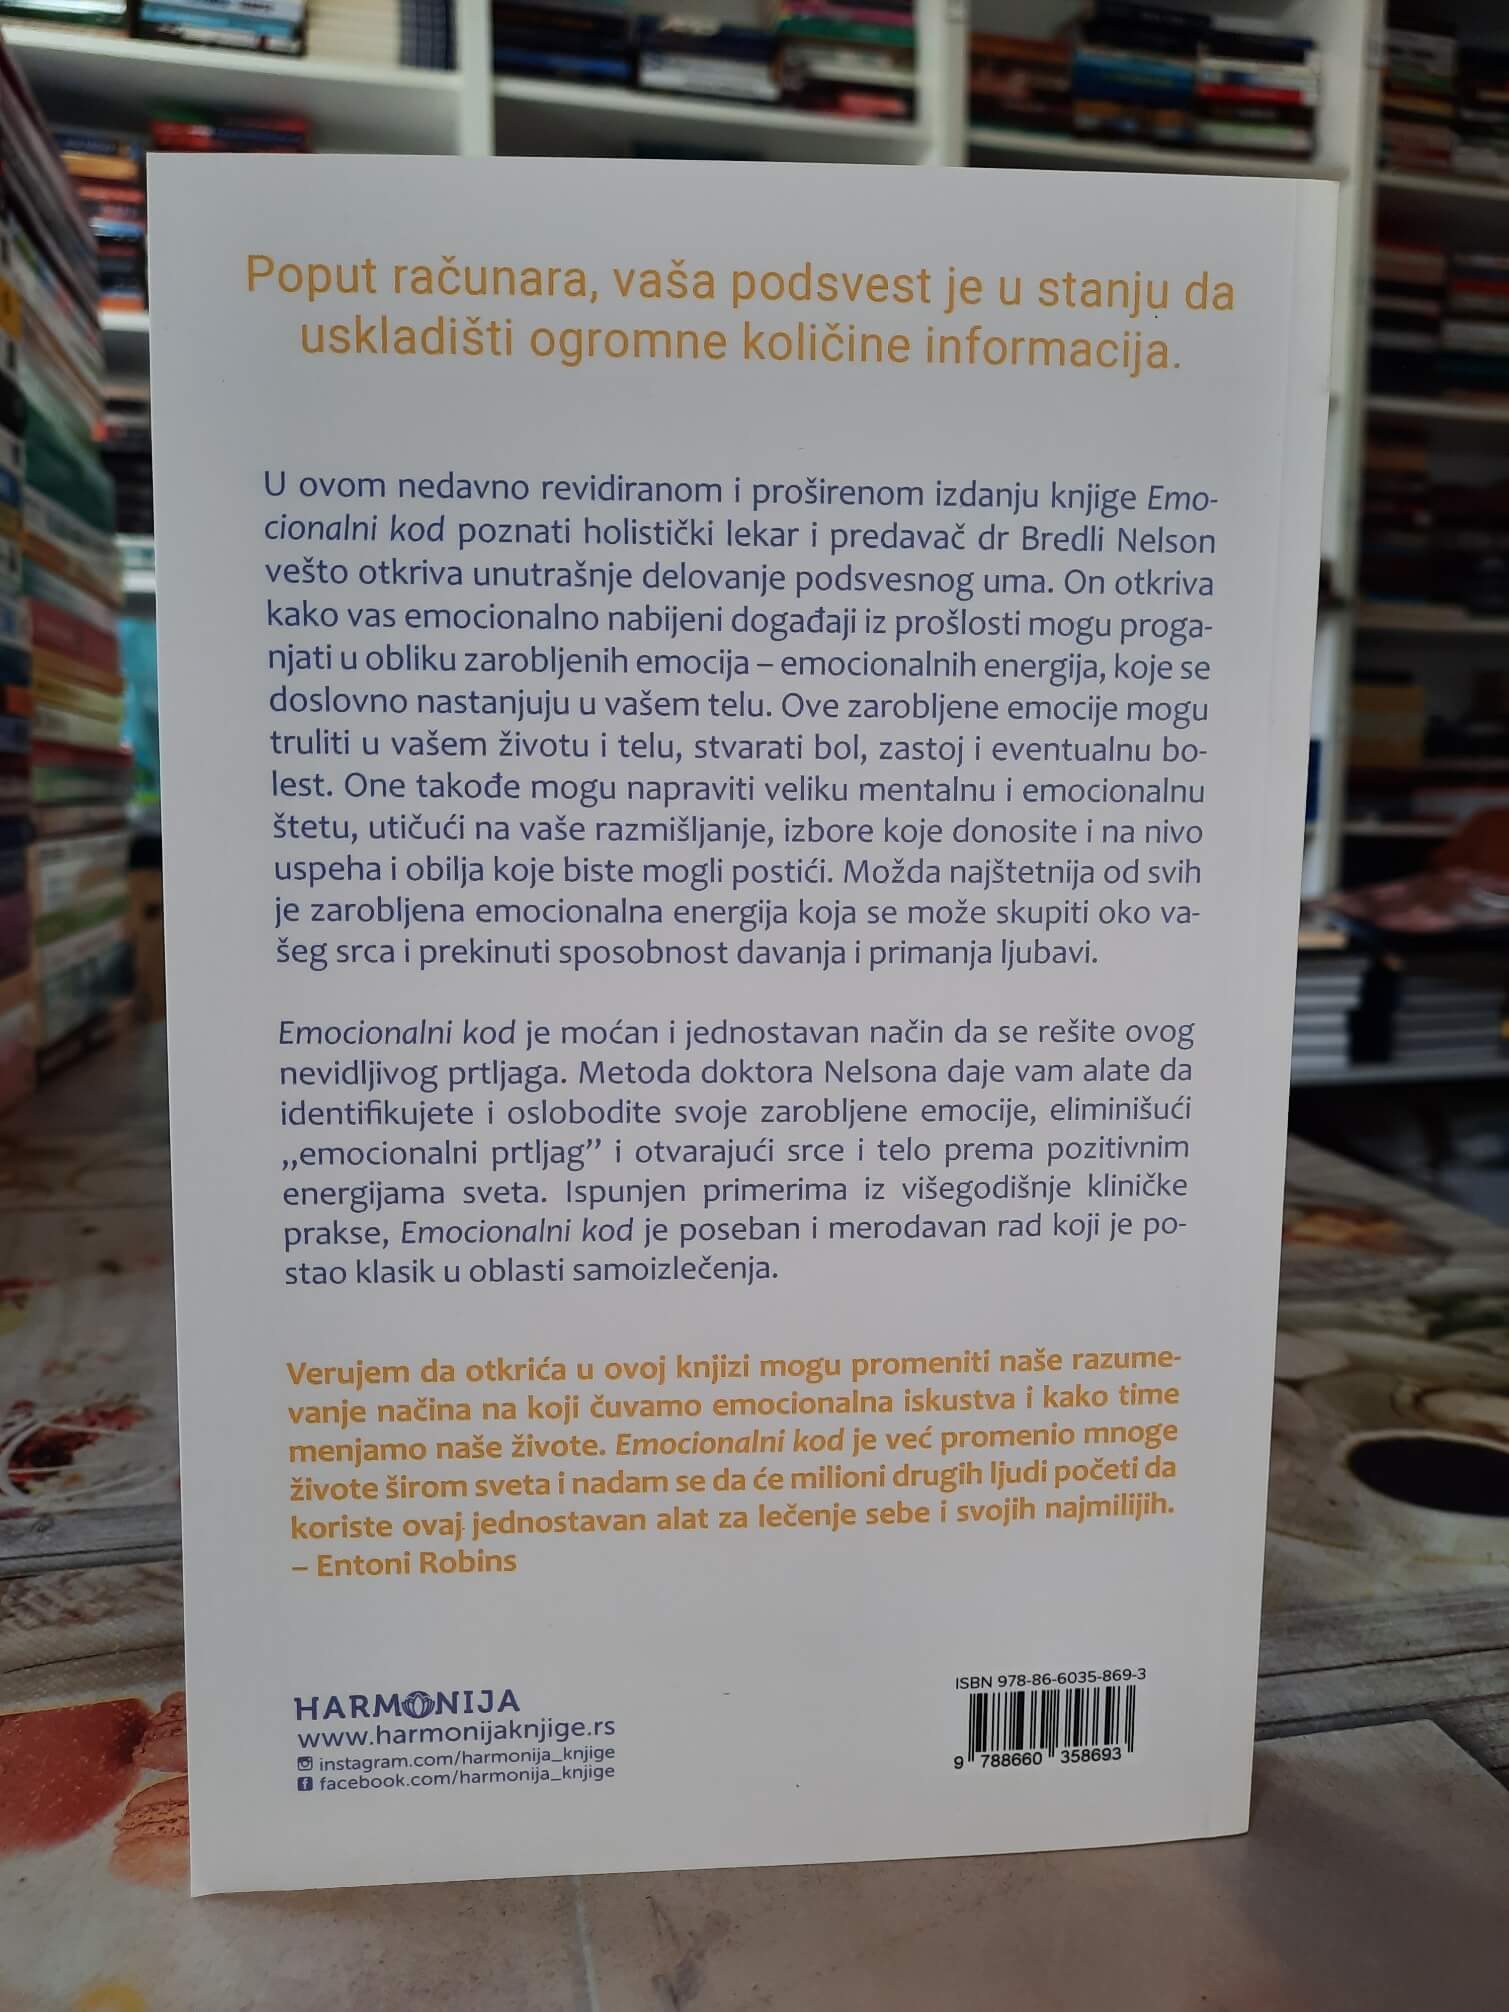 Poput računara, vaša podsvest je u stanju da
uskladišti ogromne količine informacija.
U ovom nedavno revidiranom i proširenom izdanju knjige Emo-
cionalni kod poznati holistički lekar i predavač dr Bredli Nelson
vešto otkriva unutrašnje delovanje podsvesnog uma. On otkriva
kako vas emocionalno nabijeni događaji iz prošlosti mogu proga-
njati u obliku zarobljenih emocija – emocionalnih energija, koje se
doslovno nastanjuju u vašem telu. Ove zarobljene emocije mogu
truliti u vašem životu i telu, stvarati bol, zastoj i eventualnu bo-
lest. One takođe mogu napraviti veliku mentalnu i emocionalnu
štetu, utičući na vaše razmišljanje, izbore koje donosite i na nivo
uspeha i obilja koje biste mogli postići. Možda najštetnija od svih
je zarobljena emocionalna energija koja se može skupiti oko va-
šeg srca i prekinuti sposobnost davanja i primanja ljubavi.
Emocionalni kod je moćan i jednostavan način da se rešite ovog
nevidljivog prtljaga. Metoda doktora Nelsona daje vam alate da
identifikujete i oslobodite svoje zarobljene emocije, eliminišući
„emocionalni prtljag” i otvarajući srce i telo prema pozitivnim
energijama sveta. Ispunjen primerima iz višegodišnje kliničke
prakse, Emocionalni kod je poseban i merodavan rad koji je po-
stao klasik u oblasti samoizlečenja.
Verujem da otkrića u ovoj knjizi mogu promeniti naše razume-
vanje načina na koji čuvamo emocionalna iskustva i kako time
menjamo naše živote. Emocionalni kod je već promenio mnoge
živote širom sveta i nadam se da će milioni drugih ljudi početi da
koriste ovaj jednostavan alat za lečenje sebe i svojih najmilijih.
– Entoni Robins
HARMONIJA
www.harmonijaknjige.rs
instagram.com/harmonija_knjige
facebook.com/harmonija_knjige
ISBN 978-86-6035-869-3
9 788660 358693